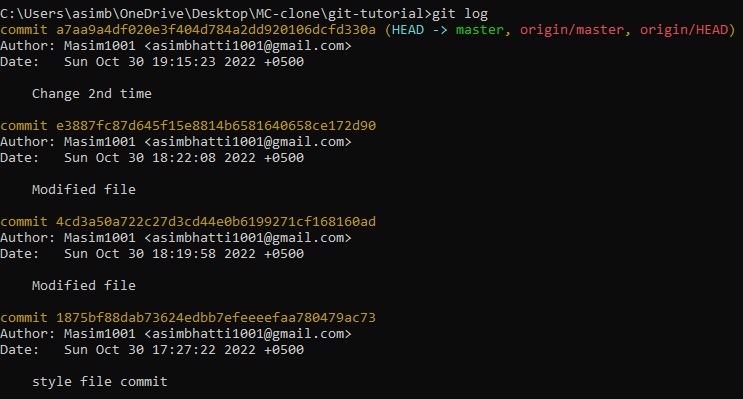 C:\Users\asimb\OneDrive\Desktop\MC-clone\git-tutorial>git log
commit a7aa9a4df020e3f404d784a2dd920106dcfd330a (HEAD -> master, origin/master, origin/HEAD)
Author: Masim1001 <asimbhatti1001@gmail.com>
Date:   Sun Oct 30 19:15:23 2022 +0500
    Change 2nd time
commit e3887fc87d645f15e8814b6581640658ce172d90
Author: Masim1001 <asimbhatti1001@gmail.com>
Date:   Sun Oct 30 18:22:08 2022 +0500
    Modified file
commit 4cd3a50a722c27d3cd44e0b6199271cf168160ad
Author: Masim1001 <asimbhatti1001@gmail.com>
Date:   Sun Oct 30 18:19:58 2022 +0500
    Modified file
commit 1875bf88dab73624edbb7efeeeefaa780479ac73
Author: Masim1001 <asimbhatti1001@gmail.com>
Date:   Sun Oct 30 17:27:22 2022 +0500
    style file commit